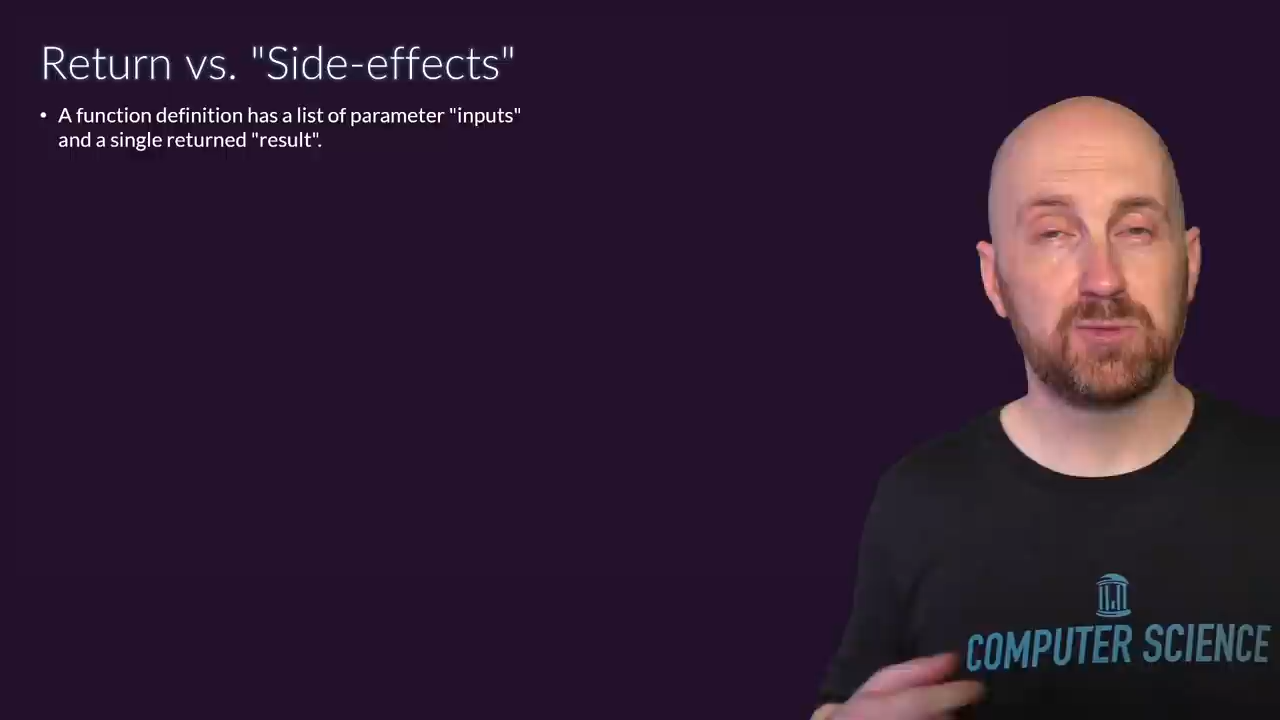 Return vs. "Side-effects"
• A function definition has a list of parameter "inputs"
and a single returned "result".
COMPUTER SCIENCE